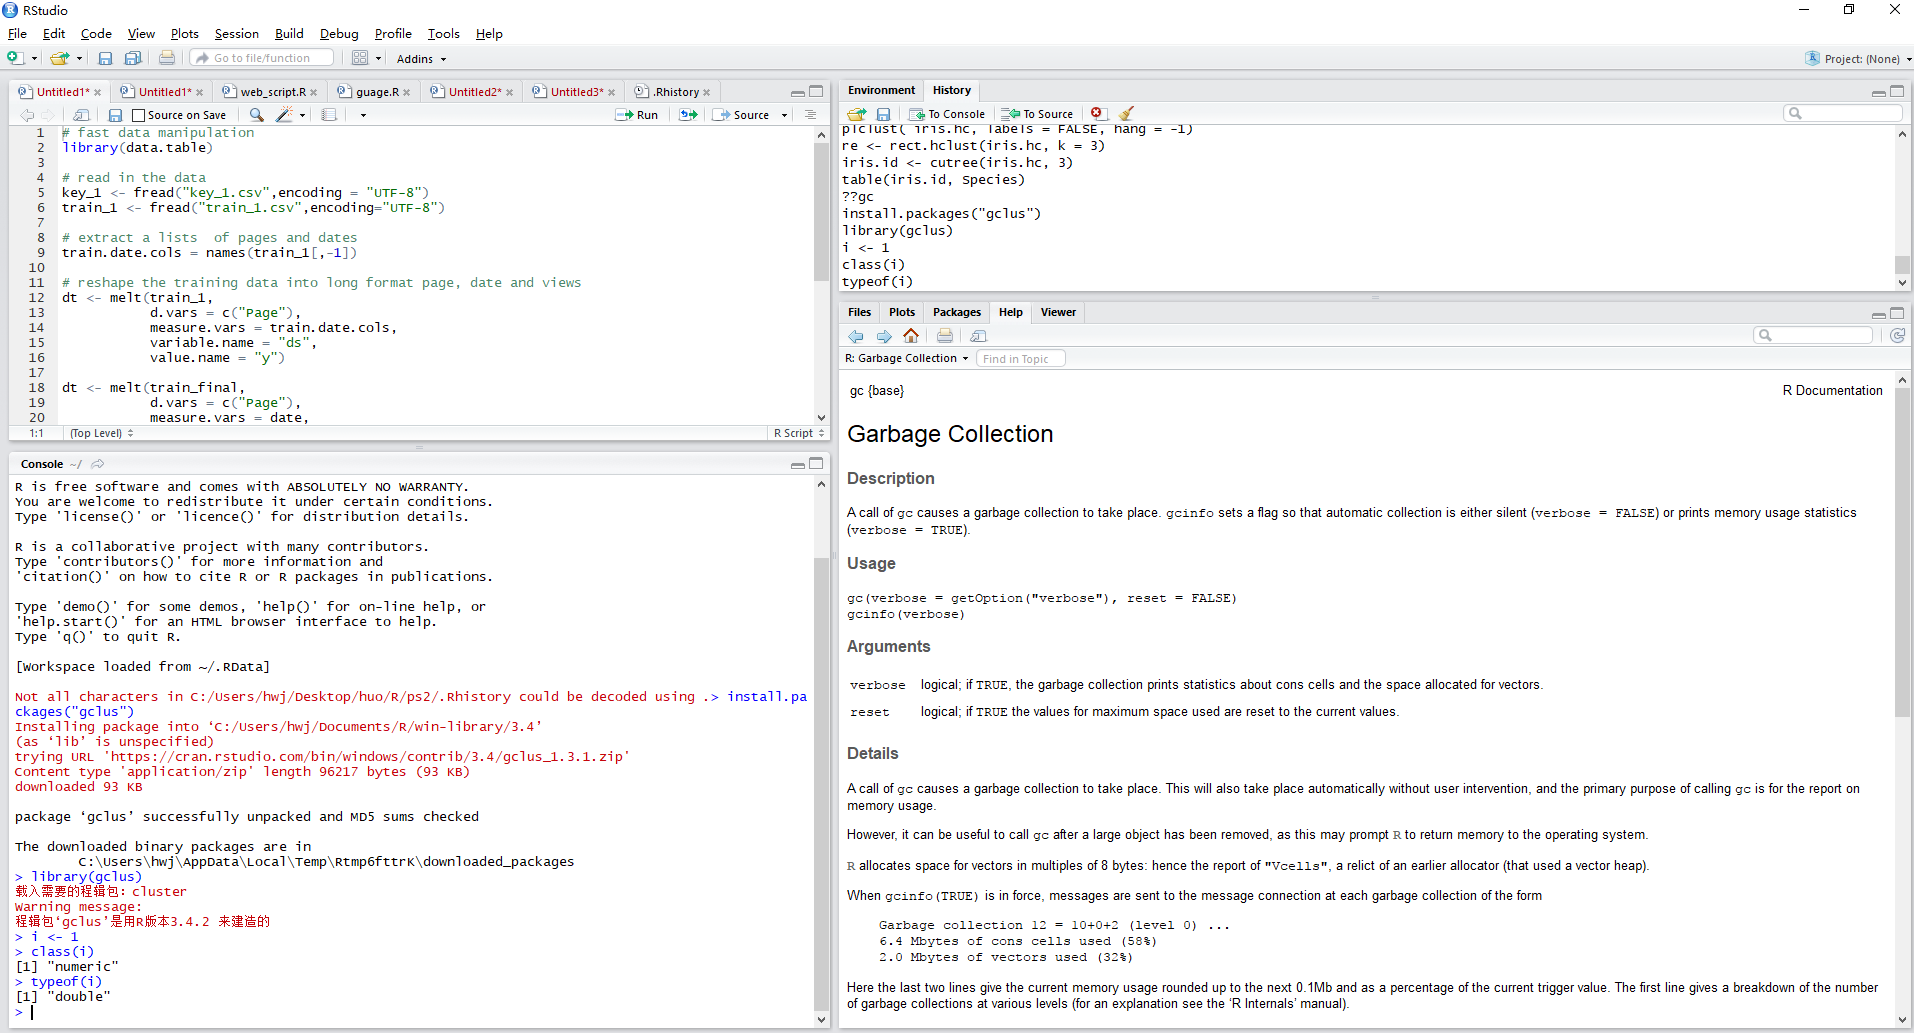 RStudio
File Edit Code View Plots Session Build Debug Profile Tools Help
Go to file/function Addins Project: (None)
Untitled1* Untitled1* web_script.R guage.R Untitled2* Untitled3* .Rhistory
Source on Save Run Source
1 # fast data manipulation
2 library(data.table)
3
4 # read in the data
5 key_1 <- fread("key_1.csv",encoding = "UTF-8")
6 train_1 <- fread("train_1.csv",encoding="UTF-8")
7
8 # extract a lists  of pages and dates
9 train.date.cols = names(train_1[,-1])
10
11 # reshape the training data into long format page, date and views
12 dt <- melt(train_1,
13            d.vars = c("Page"),
14            measure.vars = train.date.cols,
15            variable.name = "ds",
16            value.name = "y")
17
18 dt <- melt(train_final,
19            d.vars = c("Page"),
20            measure.vars = date,
1:1 (Top Level) R Script
Console ~/
R is free software and comes with ABSOLUTELY NO WARRANTY.
You are welcome to redistribute it under certain conditions.
Type 'license()' or 'licence()' for distribution details.
R is a collaborative project with many contributors.
Type 'contributors()' for more information and
'citation()' on how to cite R or R packages in publications.
Type 'demo()' for some demos, 'help()' for on-line help, or
'help.start()' for an HTML browser interface to help.
Type 'q()' to quit R.
[Workspace loaded from ~/.RData]
Not all characters in C:/Users/hwj/Desktop/huo/R/ps2/.Rhistory could be decoded using .> install.pa
ckages("gclus")
Installing package into ‘C:/Users/hwj/Documents/R/win-library/3.4’
(as ‘lib’ is unspecified)
trying URL 'https://cran.rstudio.com/bin/windows/contrib/3.4/gclus_1.3.1.zip'
Content type 'application/zip' length 96217 bytes (93 KB)
downloaded 93 KB
package ‘gclus’ successfully unpacked and MD5 sums checked
The downloaded binary packages are in
        C:\Users\hwj\AppData\Local\Temp\Rtmp6fttrK\downloaded_packages
> library(gclus)
载入需要的程辑包: cluster
Warning message:
程辑包‘gclus’是用R版本3.4.2 来建造的
> i <- 1
> class(i)
[1] "numeric"
> typeof(i)
[1] "double"
>
Environment History
To Console To Source
plclust( iris.hc, labels = FALSE, hang = -1)
re <- rect.hclust(iris.hc, k = 3)
iris.id <- cutree(iris.hc, 3)
table(iris.id, Species)
??gc
install.packages("gclus")
library(gclus)
i <- 1
class(i)
typeof(i)
Files Plots Packages Help Viewer
R: Garbage Collection Find in Topic
gc {base} R Documentation
Garbage Collection
Description
A call of gc causes a garbage collection to take place. gcinfo sets a flag so that automatic collection is either silent (verbose = FALSE) or prints memory usage statistics
(verbose = TRUE).
Usage
gc(verbose = getOption("verbose"), reset = FALSE)
gcinfo(verbose)
Arguments
verbose logical; if TRUE, the garbage collection prints statistics about cons cells and the space allocated for vectors.
reset logical; if TRUE the values for maximum space used are reset to the current values.
Details
A call of gc causes a garbage collection to take place. This will also take place automatically without user intervention, and the primary purpose of calling gc is for the report on
memory usage.
However, it can be useful to call gc after a large object has been removed, as this may prompt R to return memory to the operating system.
R allocates space for vectors in multiples of 8 bytes: hence the report of "Vcells", a relict of an earlier allocator (that used a vector heap).
When gcinfo(TRUE) is in force, messages are sent to the message connection at each garbage collection of the form
Garbage collection 12 = 10+0+2 (level 0) ...
6.4 Mbytes of cons cells used (58%)
2.0 Mbytes of vectors used (32%)
Here the last two lines give the current memory usage rounded up to the next 0.1Mb and as a percentage of the current trigger value. The first line gives a breakdown of the number
of garbage collections at various levels (for an explanation see the ‘R Internals’ manual).